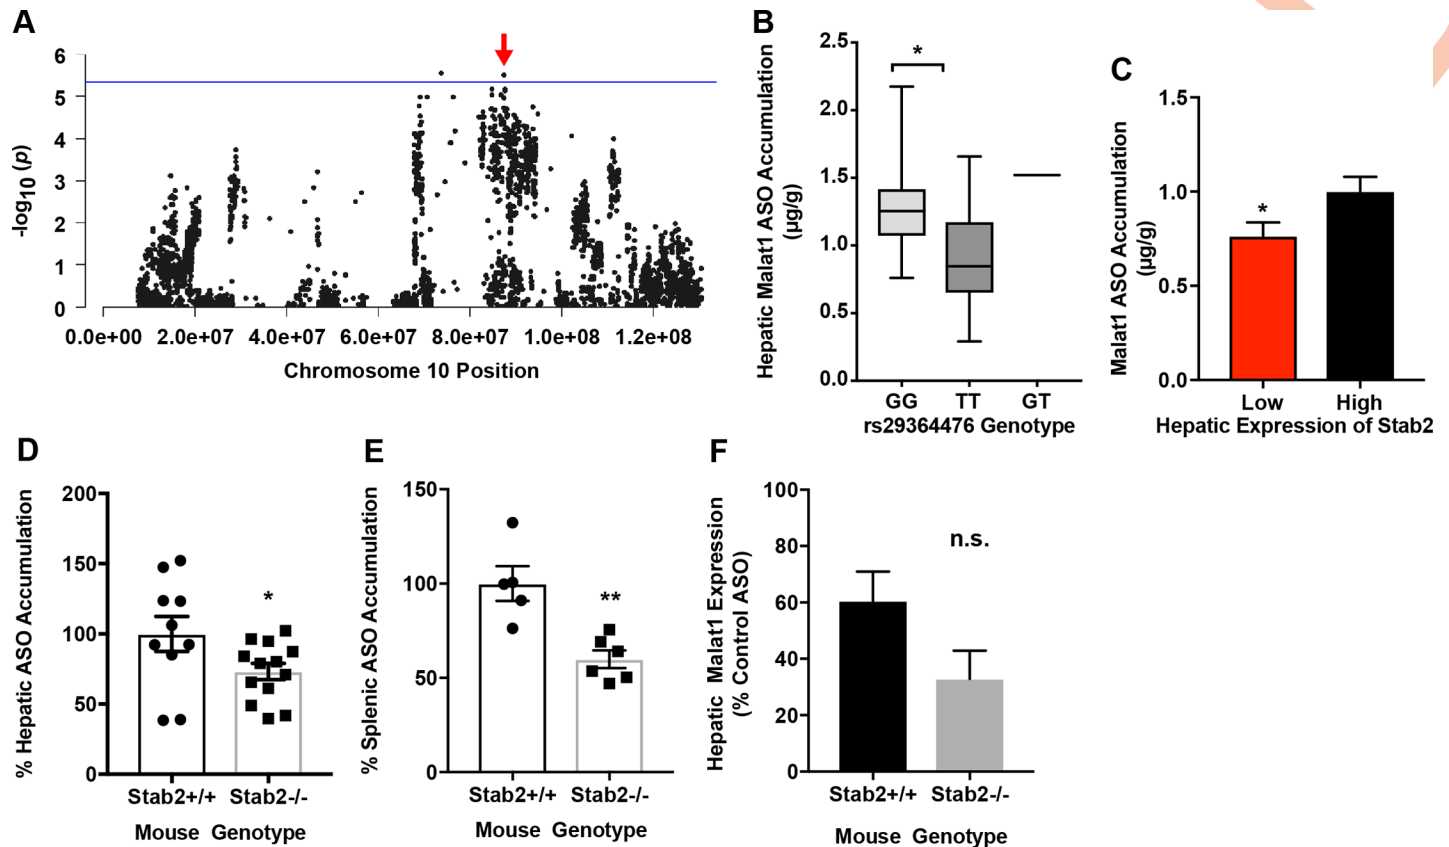 A
6
5
4
3
2
1
0
-log10 (p)
0.0e+00 2.0e+07 4.0e+07 6.0e+07 8.0e+07 1.0e+08 1.2e+08
Chromosome 10 Position
B
Hepatic Malat1 ASO Accumulation
(µg/g)
2.5
2.0
1.5
1.0
0.5
0.0
*
GG TT GT
rs29364476 Genotype
C
Malat1 ASO Accumulation
(µg/g)
1.5
1.0
0.5
0.0
*
Low High
Hepatic Expression of Stab2
D
% Hepatic ASO Accumulation
200
150
100
50
0
*
Stab2+/+ Stab2-/-
Mouse Genotype
E
% Splenic ASO Accumulation
150
100
50
0
**
Stab2+/+ Stab2-/-
Mouse Genotype
F
Hepatic Malat1 Expression
(% Control ASO)
100
80
60
40
20
0
n.s.
Stab2+/+ Stab2-/-
Mouse Genotype